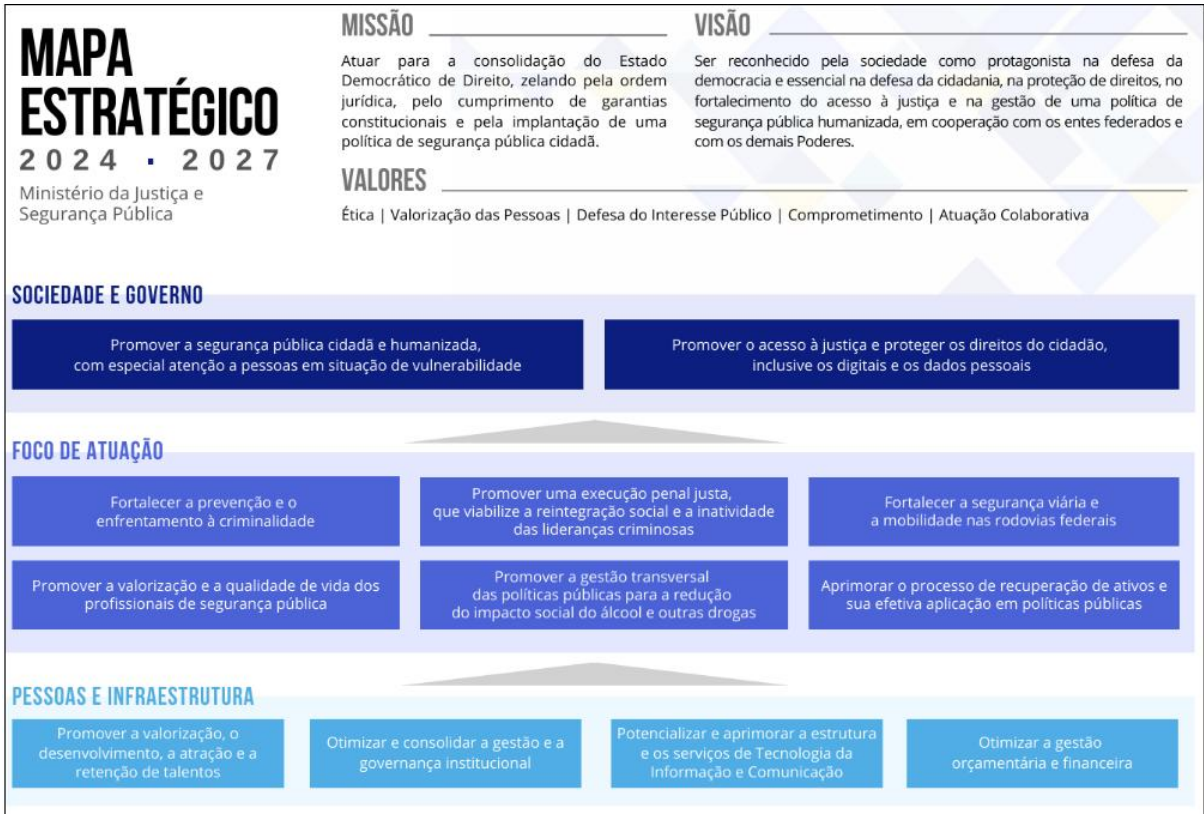 MAPA
ESTRATÉGICO
2024 · 2027
Ministério da Justiça e
Segurança Pública
MISSÃO
Atuar para a consolidação do Estado
Democrático de Direito, zelando pela ordem
jurídica, pelo cumprimento de garantias
constitucionais e pela implantação de uma
política de segurança pública cidadã.
VISÃO
Ser reconhecido pela sociedade como protagonista na defesa da
democracia e essencial na defesa da cidadania, na proteção de direitos, no
fortalecimento do acesso à justiça e na gestão de uma política de
segurança pública humanizada, em cooperação com os entes federados e
com os demais Poderes.
VALORES
Ética | Valorização das Pessoas | Defesa do Interesse Público | Comprometimento | Atuação Colaborativa
SOCIEDADE E GOVERNO
Promover a segurança pública cidadã e humanizada,
com especial atenção a pessoas em situação de vulnerabilidade
Promover o acesso à justiça e proteger os direitos do cidadão,
inclusive os digitais e os dados pessoais
FOCO DE ATUAÇÃO
Fortalecer a prevenção e o
enfrentamento à criminalidade
Promover uma execução penal justa,
que viabilize a reintegração social e a inatividade
das lideranças criminosas
Fortalecer a segurança viária e
a mobilidade nas rodovias federais
Promover a valorização e a qualidade de vida dos
profissionais de segurança pública
Promover a gestão transversal
das políticas públicas para a redução
do impacto social do álcool e outras drogas
Aprimorar o processo de recuperação de ativos e
sua efetiva aplicação em políticas públicas
PESSOAS E INFRAESTRUTURA
Promover a valorização, o
desenvolvimento, a atração e a
retenção de talentos
Otimizar e consolidar a gestão e a
governança institucional
Potencializar e aprimorar a estrutura
e os serviços de Tecnologia da
Informação e Comunicação
Otimizar a gestão
orçamentária e financeira